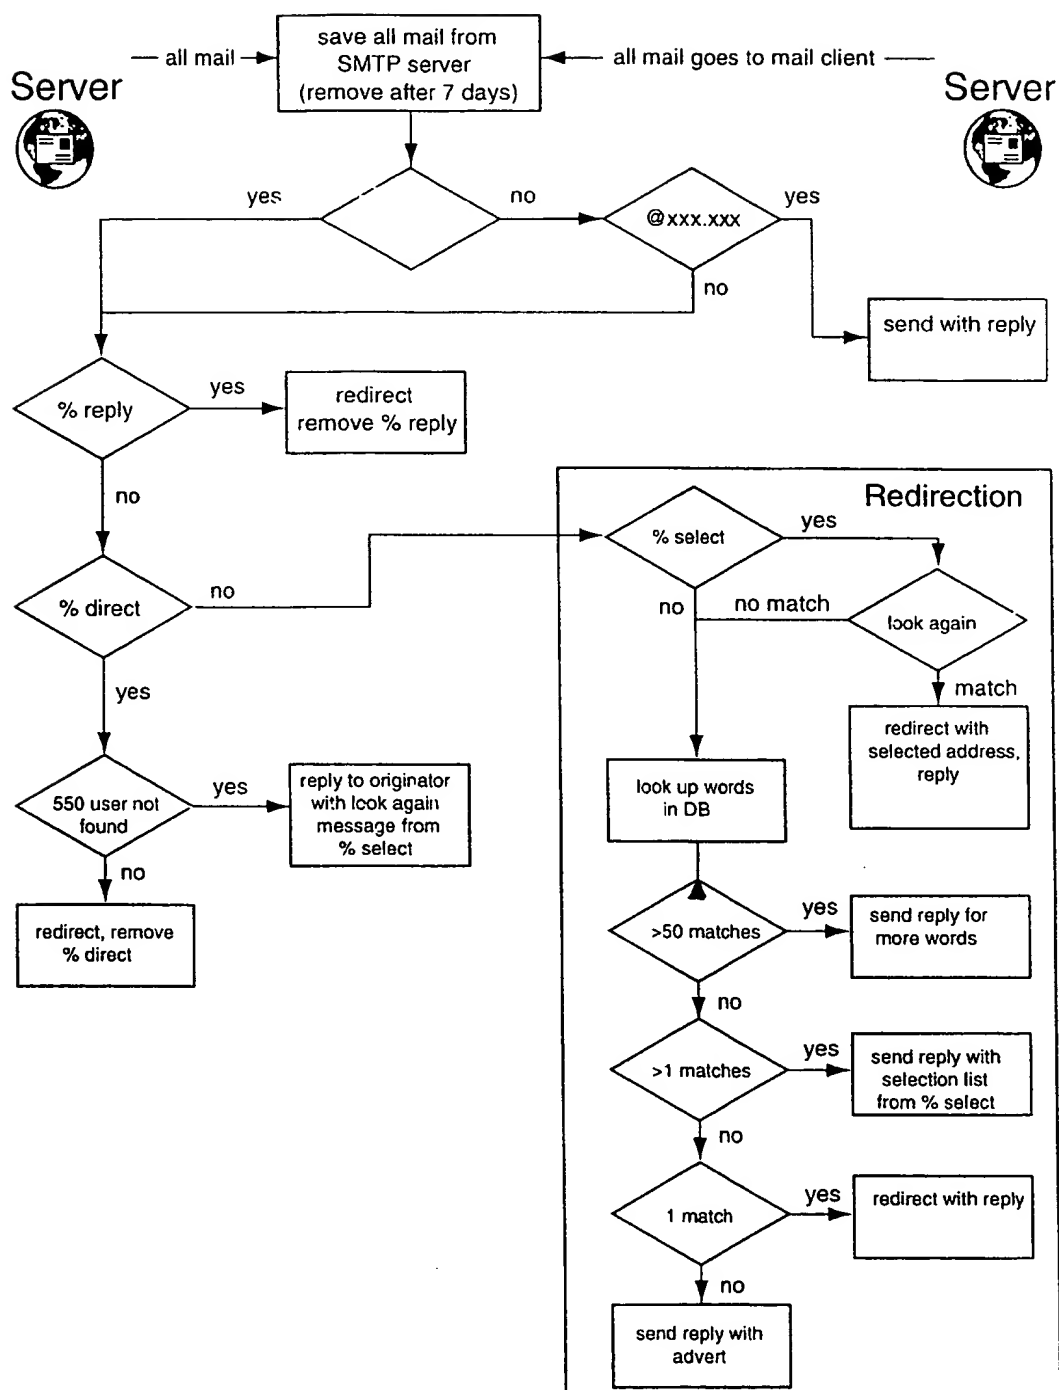 all mail
save all mail from
SMTP server
(remove after 7 days)
all mail goes to mail client
Server
Server
yes
no
@xxx.xxx
yes
no
send with reply
% reply
yes
redirect
remove % reply
no
% direct
no
yes
550 user not
found
yes
reply to originator
with look again
message from
% select
no
redirect, remove
% direct
Redirection
% select
yes
no
no match
look again
match
redirect with
selected address,
reply
look up words
in DB
>50 matches
yes
send reply for
more words
no
>1 matches
yes
send reply with
selection list
from % select
no
1 match
yes
redirect with reply
no
send reply with
advert